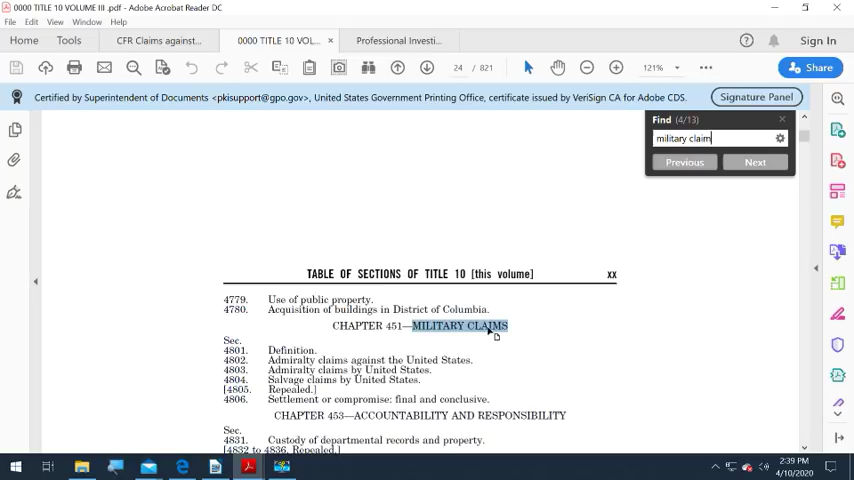 0000 TITLE 10 VOLUME III .pdf - Adobe Acrobat Reader DC
File Edit View Window Help
Home Tools CFR Claims against... 0000 TITLE 10 VOL... × Professional Investi... Sign In
24 / 821 121% Share
Certified by Superintendent of Documents <pkisupport@gpo.gov>, United States Government Printing Office, certificate issued by VeriSign CA for Adobe CDS. Signature Panel
Find (4/13)
military claim
Previous Next
TABLE OF SECTIONS OF TITLE 10 [this volume] xx
4779. Use of public property.
4780. Acquisition of buildings in District of Columbia.
CHAPTER 451—MILITARY CLAIMS
Sec.
4801. Definition.
4802. Admiralty claims against the United States.
4803. Admiralty claims by United States.
4804. Salvage claims by United States.
[4805. Repealed.]
4806. Settlement or compromise: final and conclusive.
CHAPTER 453—ACCOUNTABILITY AND RESPONSIBILITY
Sec.
4831. Custody of departmental records and property.
[4832 to 4836. Repealed.]
2:39 PM
4/10/2020